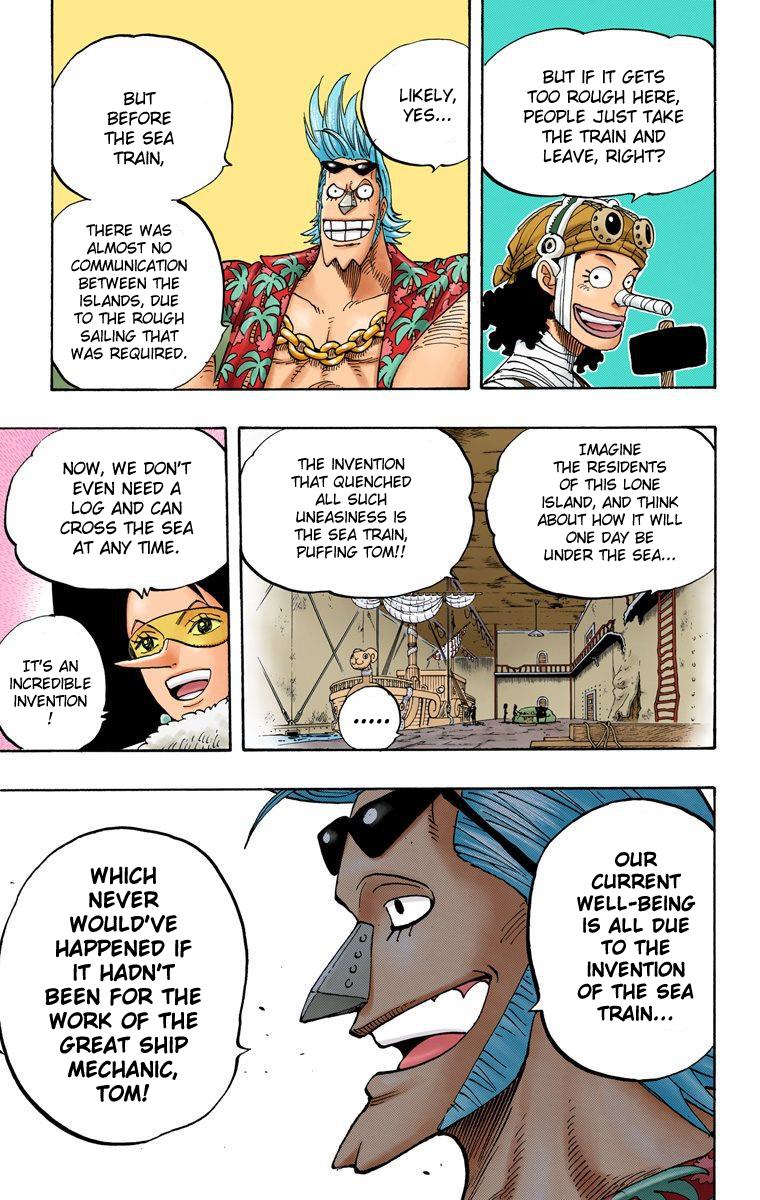 BUT IF IT GETS
TOO ROUGH HERE,
PEOPLE JUST TAKE
THE TRAIN AND
LEAVE, RIGHT?
LIKELY,
YES...
BUT
BEFORE
THE SEA
TRAIN,
THERE WAS
ALMOST NO
COMMUNICATION
BETWEEN THE
ISLANDS, DUE
TO THE ROUGH
SAILING THAT
WAS REQUIRED.
IMAGINE
THE RESIDENTS
OF THIS LONE
ISLAND, AND THINK
ABOUT HOW IT WILL
ONE DAY BE
UNDER THE SEA...
THE INVENTION
THAT QUENCHED
ALL SUCH
UNEASINESS IS
THE SEA TRAIN,
PUFFING TOM!!
.....
NOW, WE DON'T
EVEN NEED A
LOG AND CAN
CROSS THE SEA
AT ANY TIME.
IT'S AN
INCREDIBLE
INVENTION
!
OUR
CURRENT
WELL-BEING
IS ALL DUE
TO THE
INVENTION
OF THE SEA
TRAIN...
WHICH
NEVER
WOULD'VE
HAPPENED IF
IT HADN'T
BEEN FOR THE
WORK OF THE
GREAT SHIP
MECHANIC,
TOM!